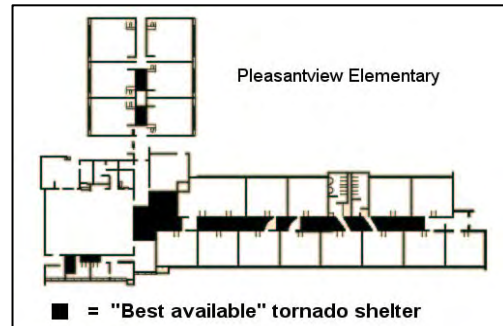 Pleasantview Elementary
■ = "Best available" tornado shelter